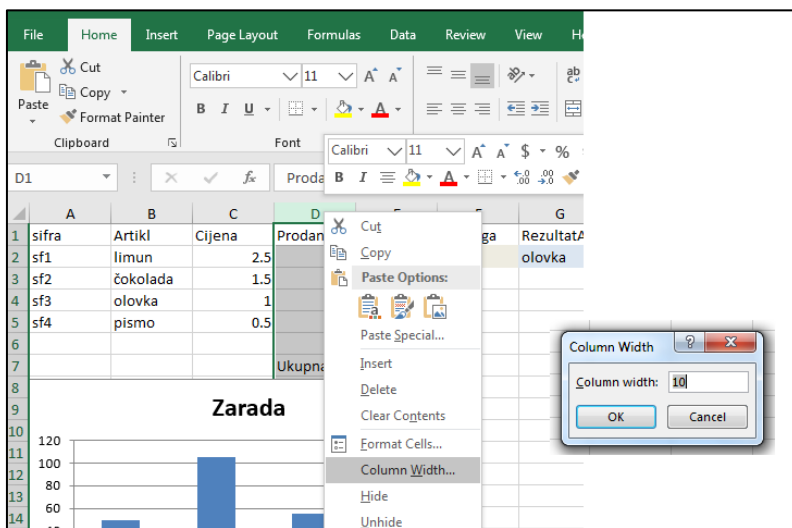 File Home Insert Page Layout Formulas Data Review View
Cut
Copy
Format Painter
Paste
Calibri 11 A A
B I U A
ab
Clipboard Font
Calibri 11 A A $ %
B I A .00 .0
D1 fx Proda
A B C D G
1 sifra Artikl Cijena Prodan ga RezultatA
2 sf1 limun 2.5 olovka
3 sf2 čokolada 1.5
4 sf3 olovka 1
5 sf4 pismo 0.5
6
7 Ukupna
8
9
10
11
12
13
14
Zarada
120
100
80
60
Cut
Copy
Paste Options:
Paste Special...
Insert
Delete
Clear Contents
Format Cells...
Column Width...
Hide
Unhide
Column Width ? X
Column width: 10
OK Cancel